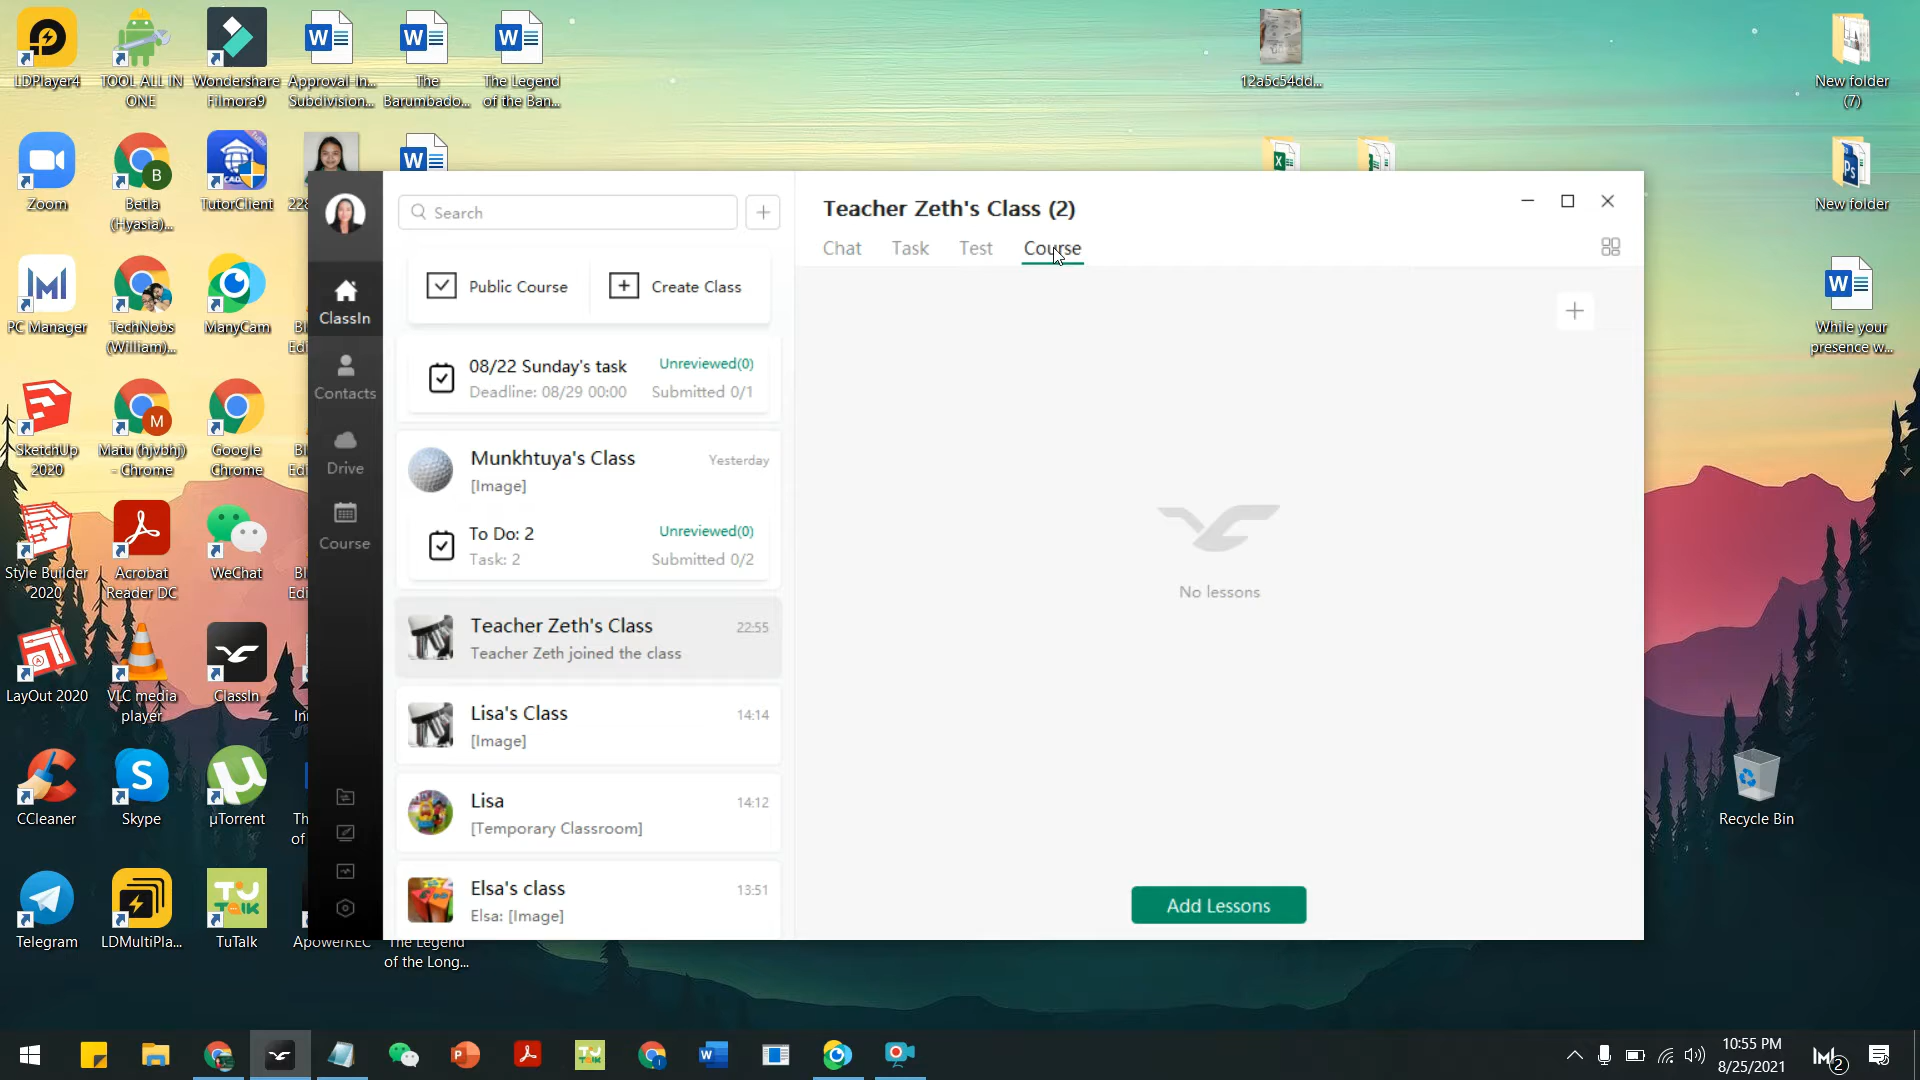 LDPlayer4
TOOL ALL IN
ONE
Wondershare
Filmora9
Approval-In...
Subdivision...
The
Barumbado...
The Legend
of the Ban...
12a5c54dd...
New folder
(7)
Zoom
B
Betla
(Hyasia)...
TutorClient
New folder
PC Manager
TechNobs
(William)...
ManyCam
While your
presence w...
SketchUp
2020
M
Matu (hjvbhj)
- Chrome
Google
Chrome
Style Builder
2020
Acrobat
Reader DC
WeChat
LayOut 2020
VLC media
player
ClassIn
CCleaner
Skype
µTorrent
Th
of
Recycle Bin
Telegram
LDMultiPla...
TuTalk
ApowerREC
The Legend
of the Long...
Search
Public Course
Create Class
ClassIn
Contacts
Drive
Course
08/22 Sunday's task
Unreviewed(0)
Deadline: 08/29 00:00
Submitted 0/1
Munkhtuya's Class
Yesterday
[Image]
To Do: 2
Unreviewed(0)
Task: 2
Submitted 0/2
Teacher Zeth's Class
22:55
Teacher Zeth joined the class
Lisa's Class
14:14
[Image]
Lisa
14:12
[Temporary Classroom]
Elsa's class
13:51
Elsa: [Image]
Teacher Zeth's Class (2)
Chat Task Test Course
No lessons
Add Lessons
10:55 PM
8/25/2021
2